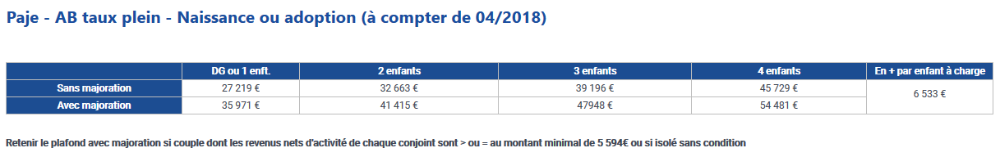 Paje - AB taux plein - Naissance ou adoption (à compter de 04/2018)
DG ou 1 enft. 2 enfants 3 enfants 4 enfants En + par enfant à charge
Sans majoration 27 219 € 32 663 € 39 196 € 45 729 € 6 533 €
Avec majoration 35 971 € 41 415 € 47948 € 54 481 €
Retenir le plafond avec majoration si couple dont les revenus nets d'activité de chaque conjoint sont > ou = au montant minimal de 5 594€ ou si isolé sans condition